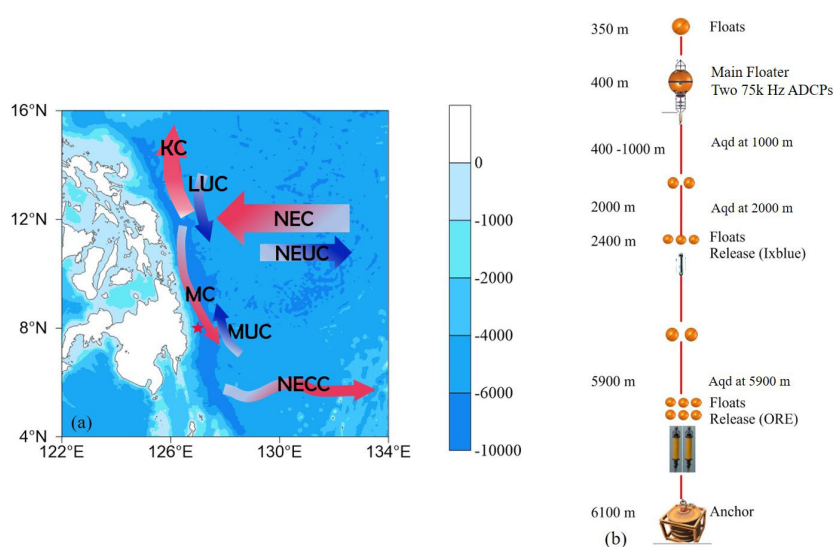 16°N
12°N
8°N
4°N
122°E
126°E
130°E
134°E
KC
LUC
NEC
NEUC
MC
MUC
NECC
(a)
0
-1000
-2000
-4000
-6000
-10000
350 m
Floats
400 m
Main Floater
Two 75k Hz ADCPs
400 -1000 m
Aqd at 1000 m
2000 m
Aqd at 2000 m
2400 m
Floats
Release (Ixblue)
5900 m
Aqd at 5900 m
Floats
Release (ORE)
6100 m
Anchor
(b)